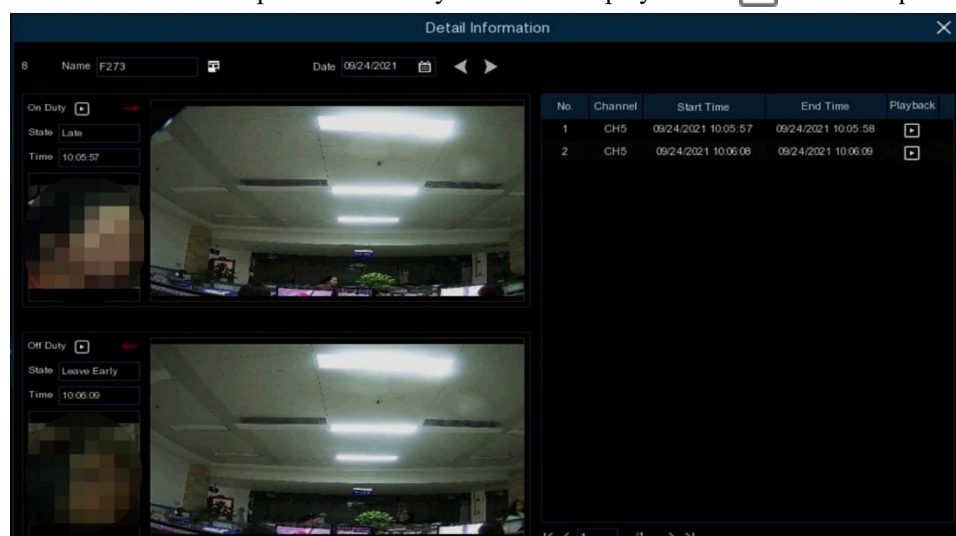 Detail Information
8 Name F273 Date 09/24/2021
On Duty
State Late
Time 10:05:57
Off Duty
State Leave Early
Time 10:06:09
No. Channel Start Time End Time Playback
1 CH5 09/24/2021 10:05:57 09/24/2021 10:05:58
2 CH5 09/24/2021 10:06:08 09/24/2021 10:06:09